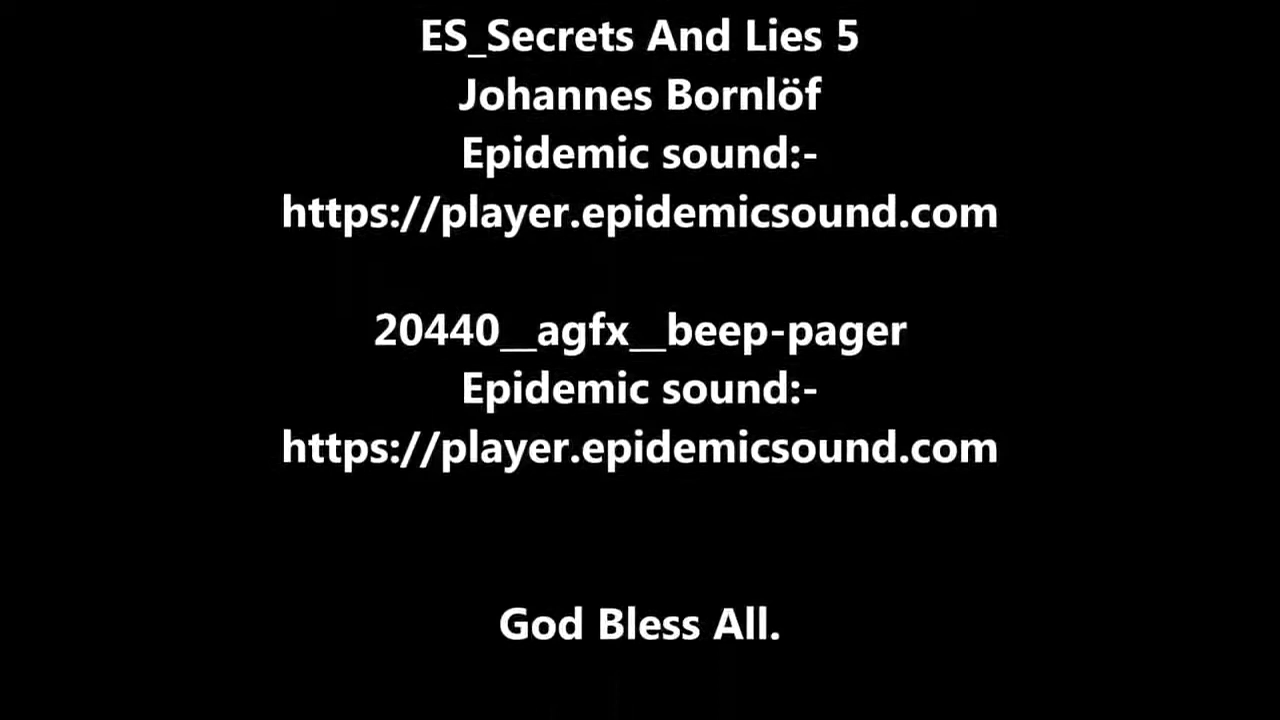 ES_Secrets And Lies 5
Johannes Bornlöf
Epidemic sound:-
https://player.epidemicsound.com
20440__agfx__beep-pager
Epidemic sound:-
https://player.epidemicsound.com
God Bless All.